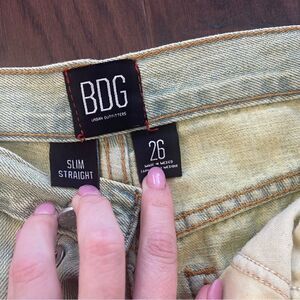 BDG
URBAN OUTFITTERS
SLIM
STRAIGHT
26
MADE IN MEXICO